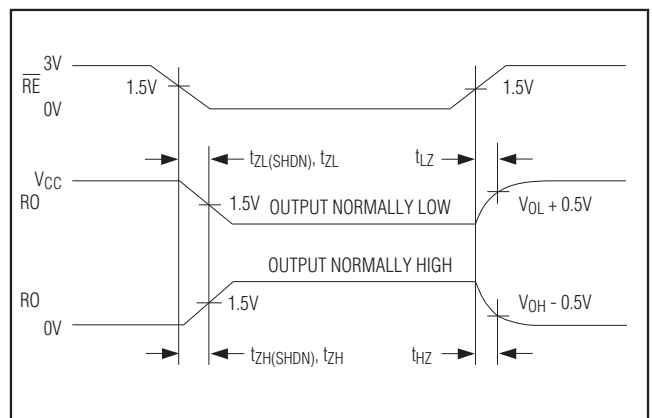 3V
R̅E̅
1.5V
1.5V
0V
tZL(SHDN), tZL
tLZ
VCC
RO
1.5V
OUTPUT NORMALLY LOW
VOL + 0.5V
OUTPUT NORMALLY HIGH
RO
1.5V
VOH - 0.5V
0V
tZH(SHDN), tZH
tHZ